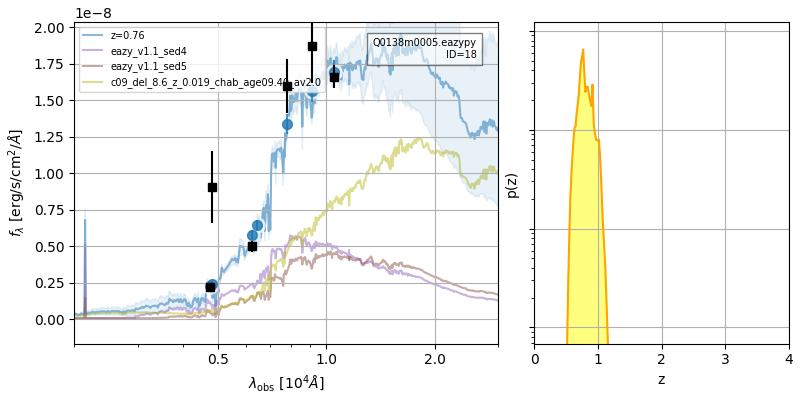 1e−8
2.00
1.75
1.50
1.25
1.00
0.75
0.50
0.25
0.00
fλ [erg/s/cm²/Å]
z=0.76
eazy_v1.1_sed4
eazy_v1.1_sed5
c09_del_8.6_z_0.019_chab_age09.40_av2.0
Q0138m0005.eazypy
ID=18
0.5
1.0
2.0
λobs [10⁴Å]
p(z)
0
1
2
3
4
z